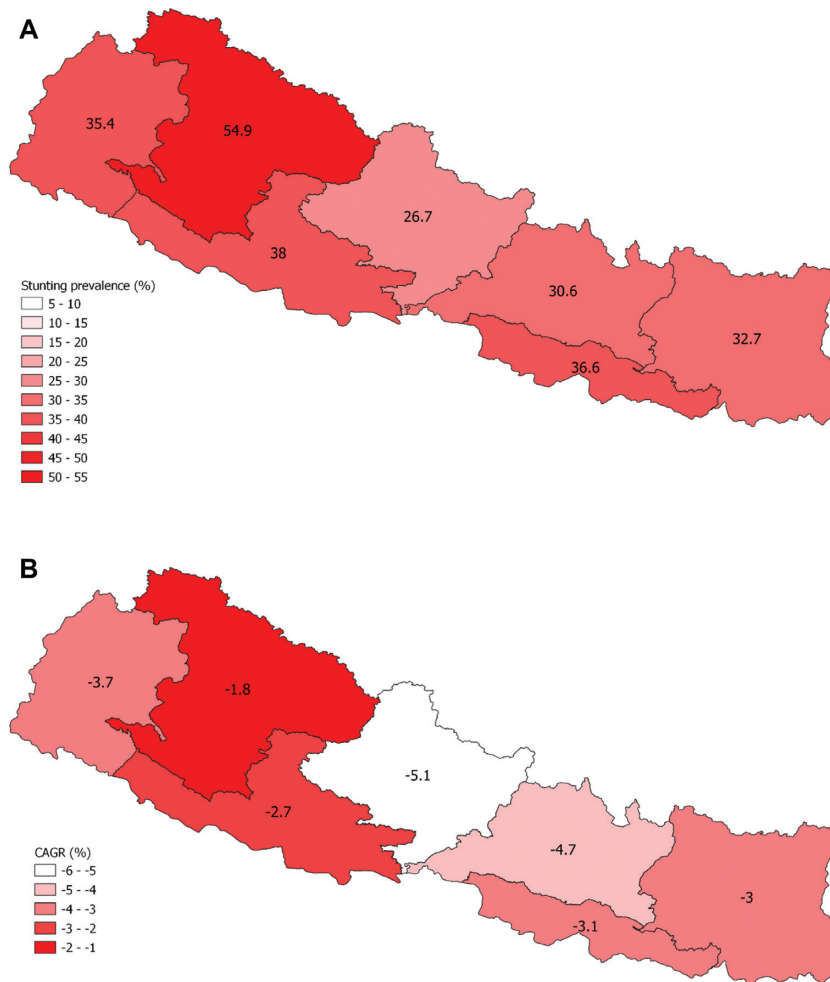 A
35.4
54.9
26.7
38
30.6
32.7
36.6
Stunting prevalence (%)
5 - 10
10 - 15
15 - 20
20 - 25
25 - 30
30 - 35
35 - 40
40 - 45
45 - 50
50 - 55
B
-3.7
-1.8
-5.1
-2.7
-4.7
-3
-3.1
CAGR (%)
-6 - -5
-5 - -4
-4 - -3
-3 - -2
-2 - -1